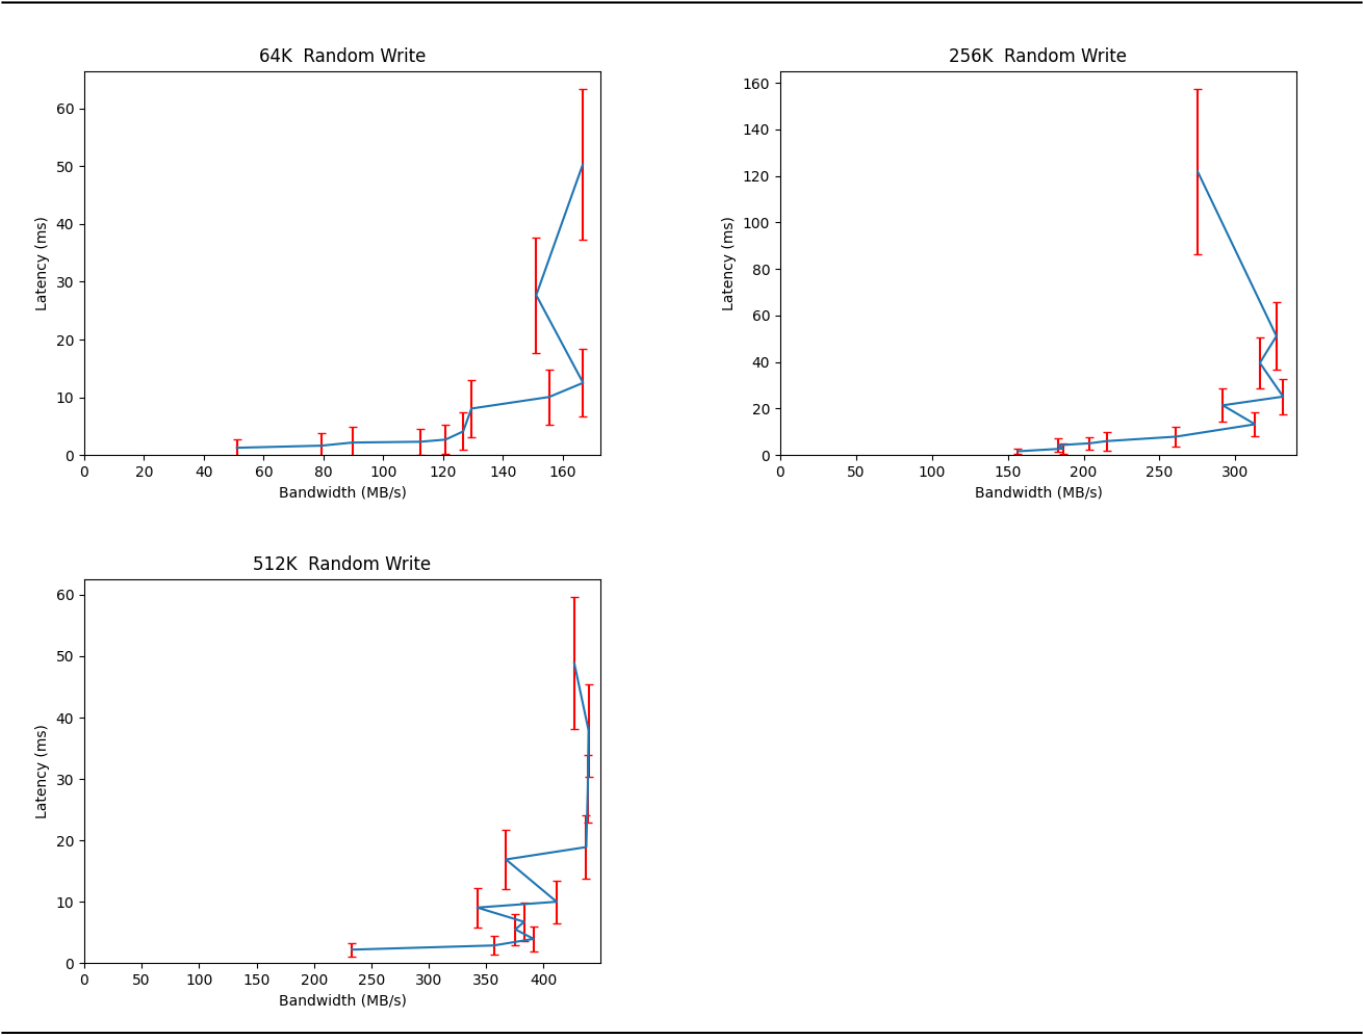 64K  Random Write
60
50
40
30
20
10
0
Latency (ms)
0 20 40 60 80 100 120 140 160
Bandwidth (MB/s)
256K  Random Write
160
140
120
100
80
60
40
20
0
Latency (ms)
0 50 100 150 200 250 300
Bandwidth (MB/s)
512K  Random Write
60
50
40
30
20
10
0
Latency (ms)
0 50 100 150 200 250 300 350 400
Bandwidth (MB/s)